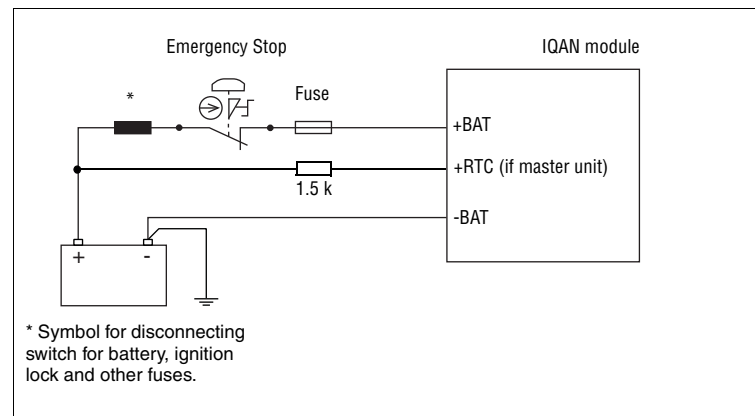 Emergency Stop
IQAN module
*
Fuse
+BAT
+RTC (if master unit)
1.5 k
-BAT
+ -
* Symbol for disconnecting
switch for battery, ignition
lock and other fuses.